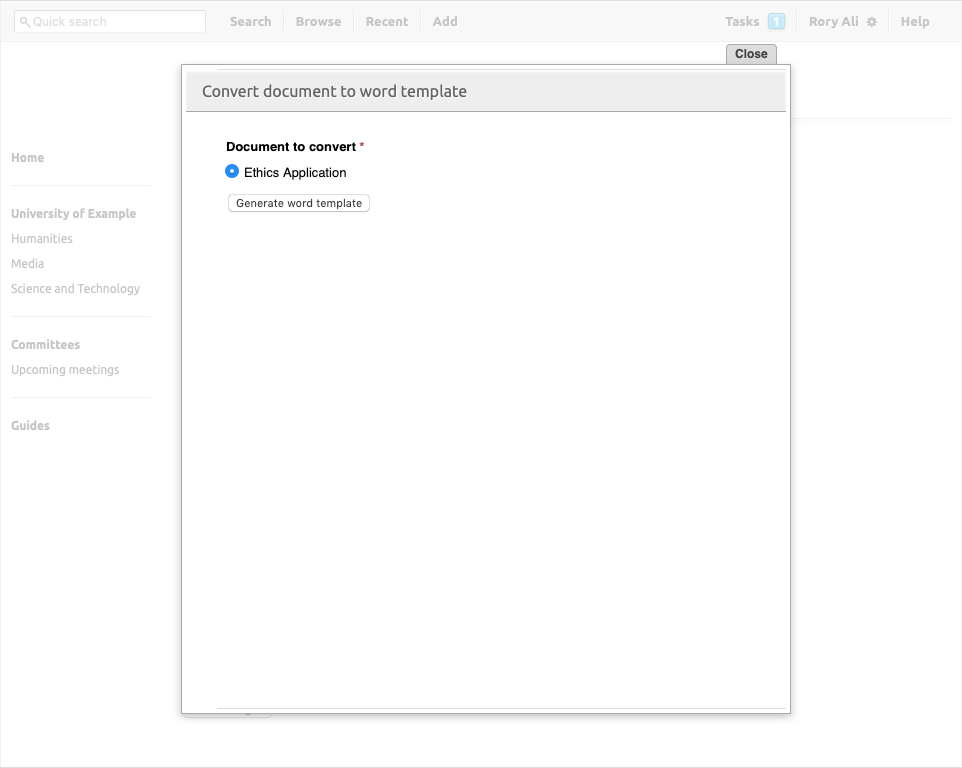 Quick search
Search
Browse
Recent
Add
Tasks 1
Rory Ali
Help
Close
Convert document to word template
Document to convert *
Ethics Application
Generate word template
Home
University of Example
Humanities
Media
Science and Technology
Committees
Upcoming meetings
Guides